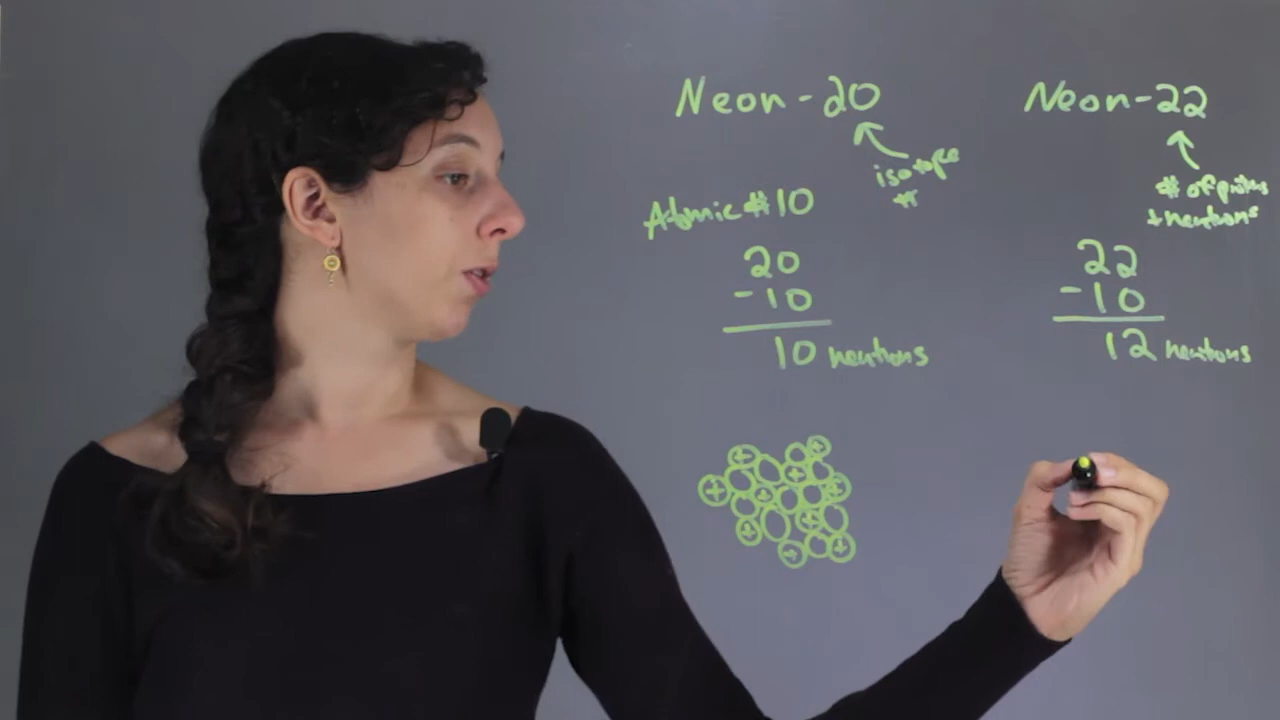 Neon-20
isotope
#
Atomic #10
20
-10
10 neutrons
+ + + + + + + + + +
Neon-22
# of protons
+ neutrons
22
-10
12 neutrons